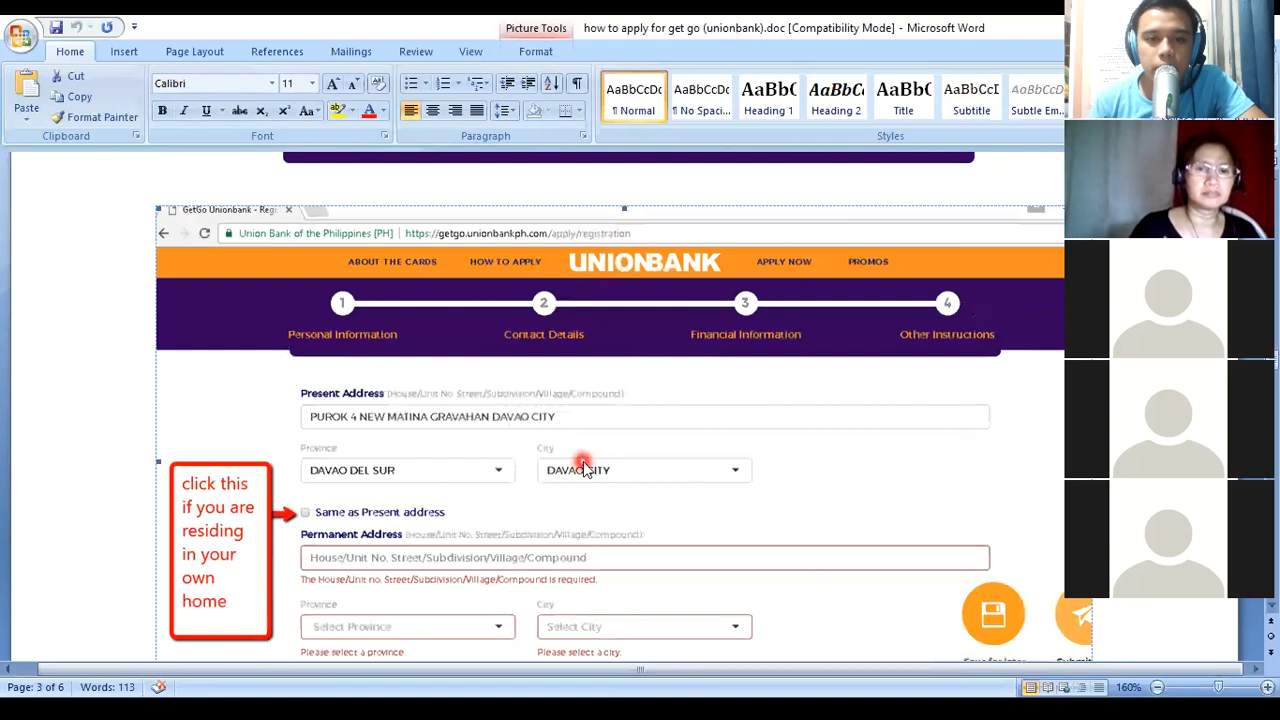 Picture Tools
how to apply for get go (unionbank).doc [Compatibility Mode] - Microsoft Word
Home Insert Page Layout References Mailings Review View Format
Paste
Cut
Copy
Format Painter
Clipboard
Calibri 11
Font
Paragraph
AaBbCcDc AaBbCcDc AaBbC AaBbCc AaBbC AaBbCcI AaBbCcD
¶ Normal ¶ No Spaci... Heading 1 Heading 2 Title Subtitle Subtle Em...
Styles
GetGo Unionbank - Regi
Union Bank of the Philippines [PH] https://getgo.unionbankph.com/apply/registration
ABOUT THE CARDS HOW TO APPLY UNIONBANK APPLY NOW PROMOS
1 2 3 4
Personal Information Contact Details Financial Information Other Instructions
Present Address (House/Unit No. Street/Subdivision/Village/Compound)
PUROK 4 NEW MATINA GRAVAHAN DAVAO CITY
Province City
DAVAO DEL SUR DAVAO CITY
click this
if you are
residing
in your
own
home
Same as Present address
Permanent Address (House/Unit No. Street/Subdivision/Village/Compound)
House/Unit No. Street/Subdivision/Village/Compound
The House/Unit no. Street/Subdivision/Village/Compound is required.
Province City
Select Province Select City
Please select a province. Please select a city.
Save for later Submit
Page: 3 of 6 Words: 113 160%